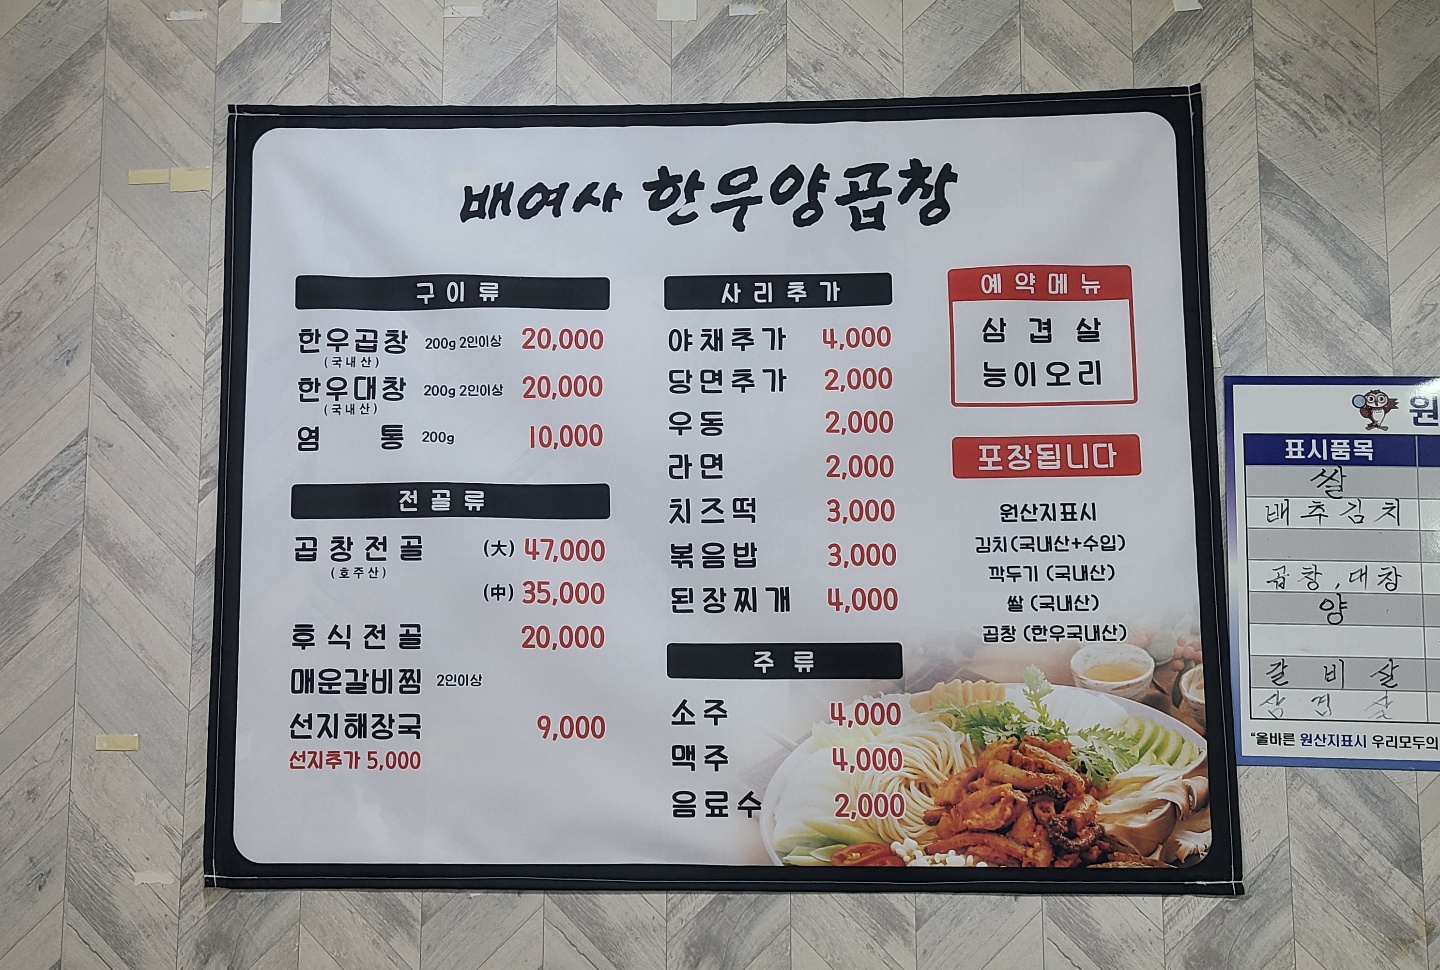 배여사 한우양곱창
구이류
한우곱창 200g 2인이상 20,000
(국내산)
한우대창 200g 2인이상 20,000
(국내산)
염통 200g 10,000
전골류
곱창전골 (大) 47,000
(호주산)
(中) 35,000
후식전골 20,000
매운갈비찜 2인이상
선지해장국 9,000
선지추가 5,000
사리추가
야채추가 4,000
당면추가 2,000
우동 2,000
라면 2,000
치즈떡 3,000
볶음밥 3,000
된장찌개 4,000
주류
소주 4,000
맥주 4,000
음료수 2,000
예약메뉴
삼겹살
능이오리
포장됩니다
원산지표시
김치(국내산+수입)
깍두기 (국내산)
쌀 (국내산)
곱창 (한우국내산)
원
표시품목
쌀
배추김치
곱창, 대창
양
갈비살
삼겹살
"올바른 원산지표시 우리모두의